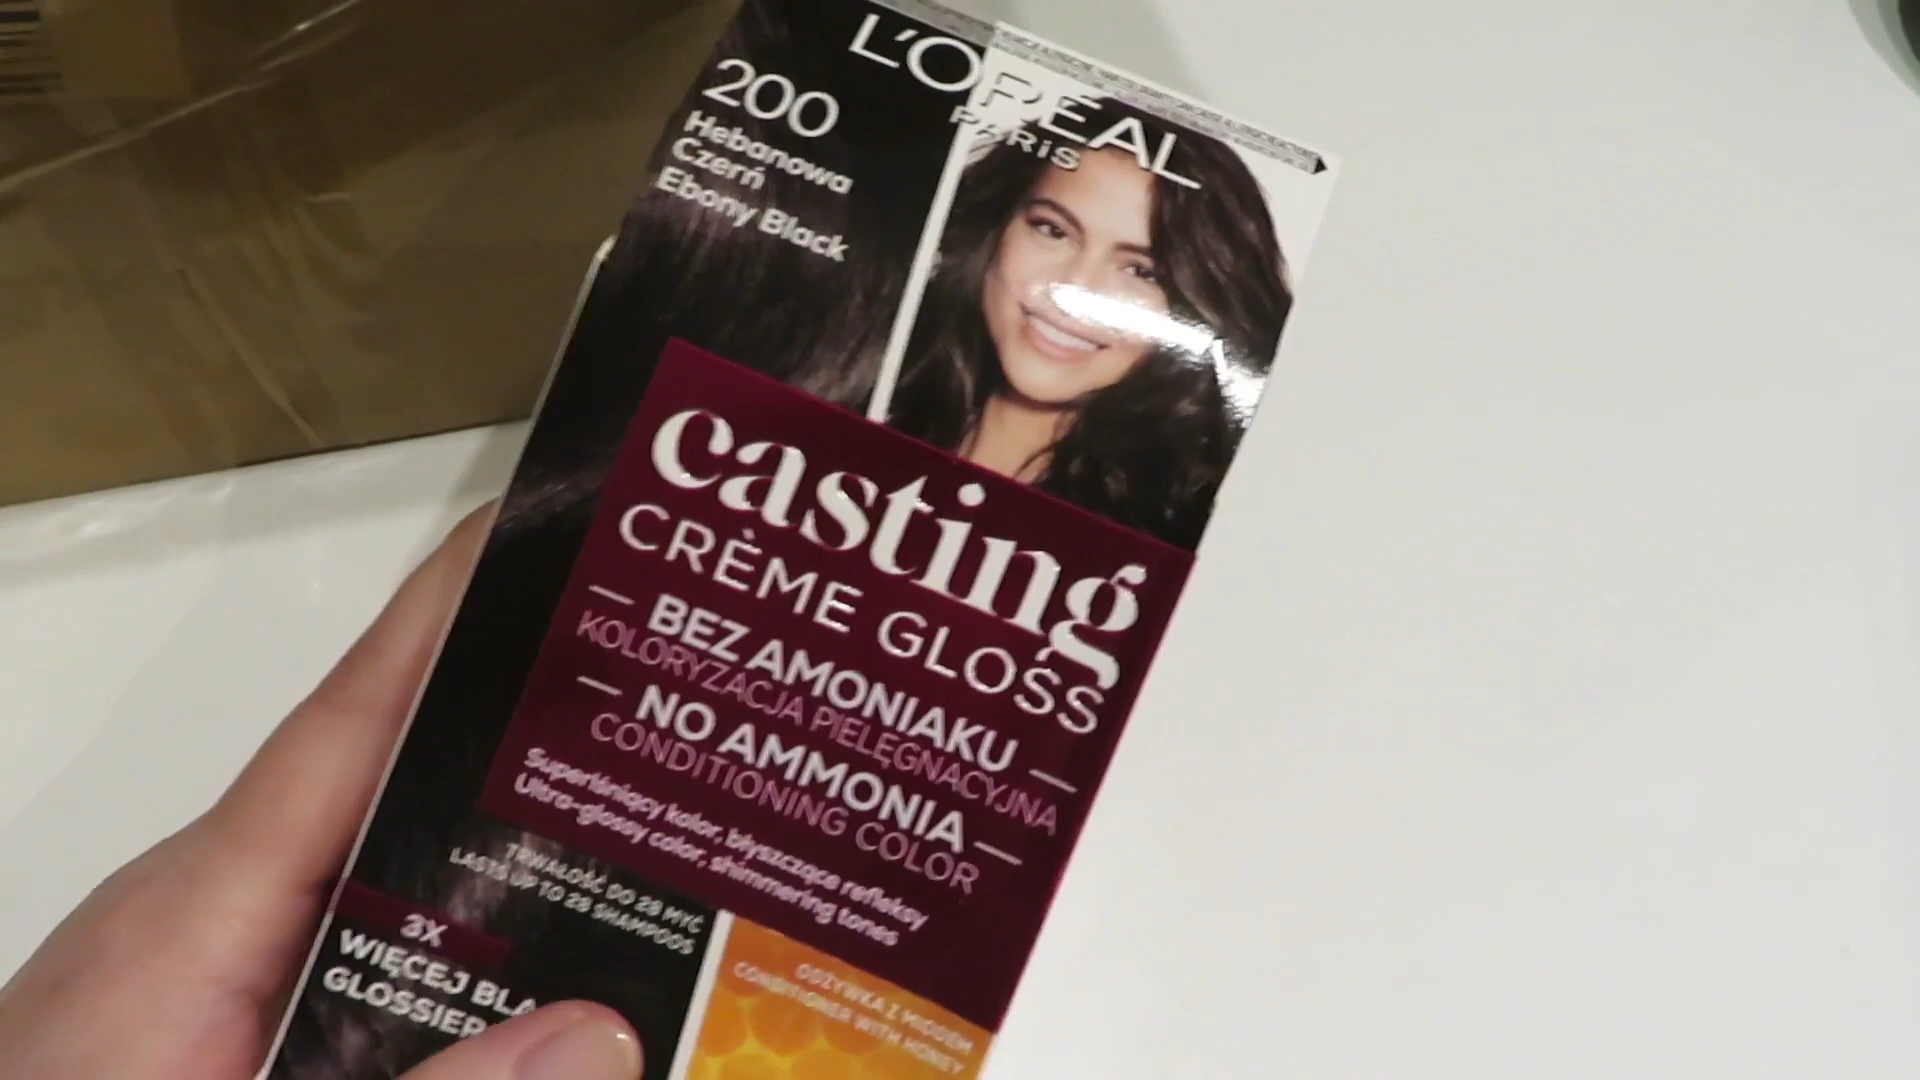 L'ORÉAL
PARIS
200
Hebanowa
Czerń
Ebony Black
casting
CRÈME GLOSS
— BEZ AMONIAKU —
KOLORYZACJA PIELĘGNACYJNA
— NO AMMONIA —
CONDITIONING COLOR
Superlśniący kolor, błyszczące refleksy
Ultra-glossy color, shimmering tones
TRWAŁOŚĆ DO 28 MYĆ
LASTS UP TO 28 SHAMPOOS
3X
WIĘCEJ BLA
GLOSSIER
ODŻYWKA Z MIODEM
CONDITIONER WITH HONEY